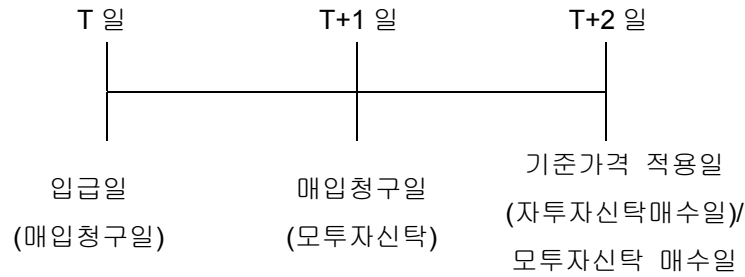 T 일
T+1 일
T+2 일
입급일
(매입청구일)
매입청구일
(모투자신탁)
기준가격 적용일
(자투자신탁매수일)/
모투자신탁 매수일